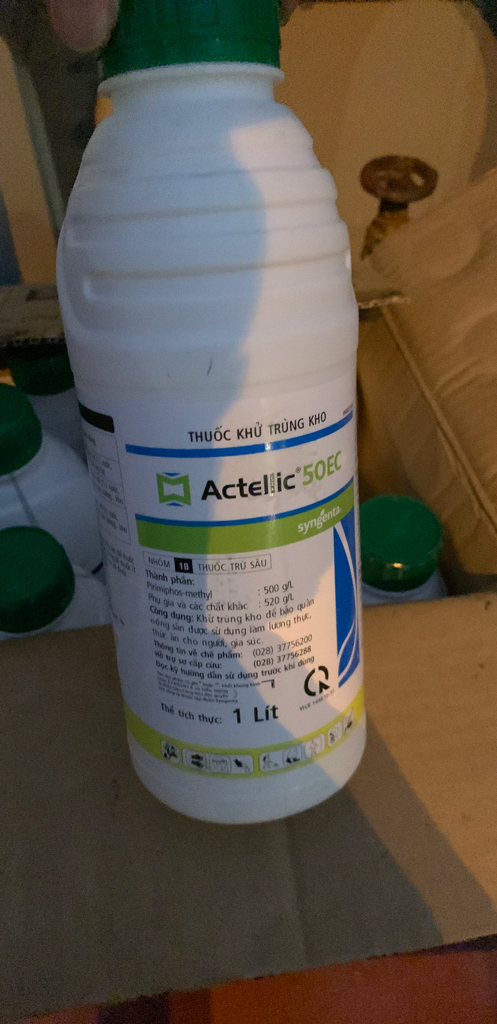 THUỐC KHỬ TRÙNG KHO
Actellic® 50EC
syngenta
NHÓM 1B THUỐC TRỪ SÂU
Thành phần:
Pirimiphos-methyl : 500 g/L
Phụ gia và các chất khác : 520 g/L
Công dụng: Khử trùng kho để bảo quản
nông sản được sử dụng làm lương thực,
thức ăn cho người, gia súc.
Thông tin về chế phẩm: (028) 37756200
Hỗ trợ sơ cấp cứu: (028) 37756288
Đọc kỹ hướng dẫn sử dụng trước khi dùng
Thể tích thực: 1 Lít